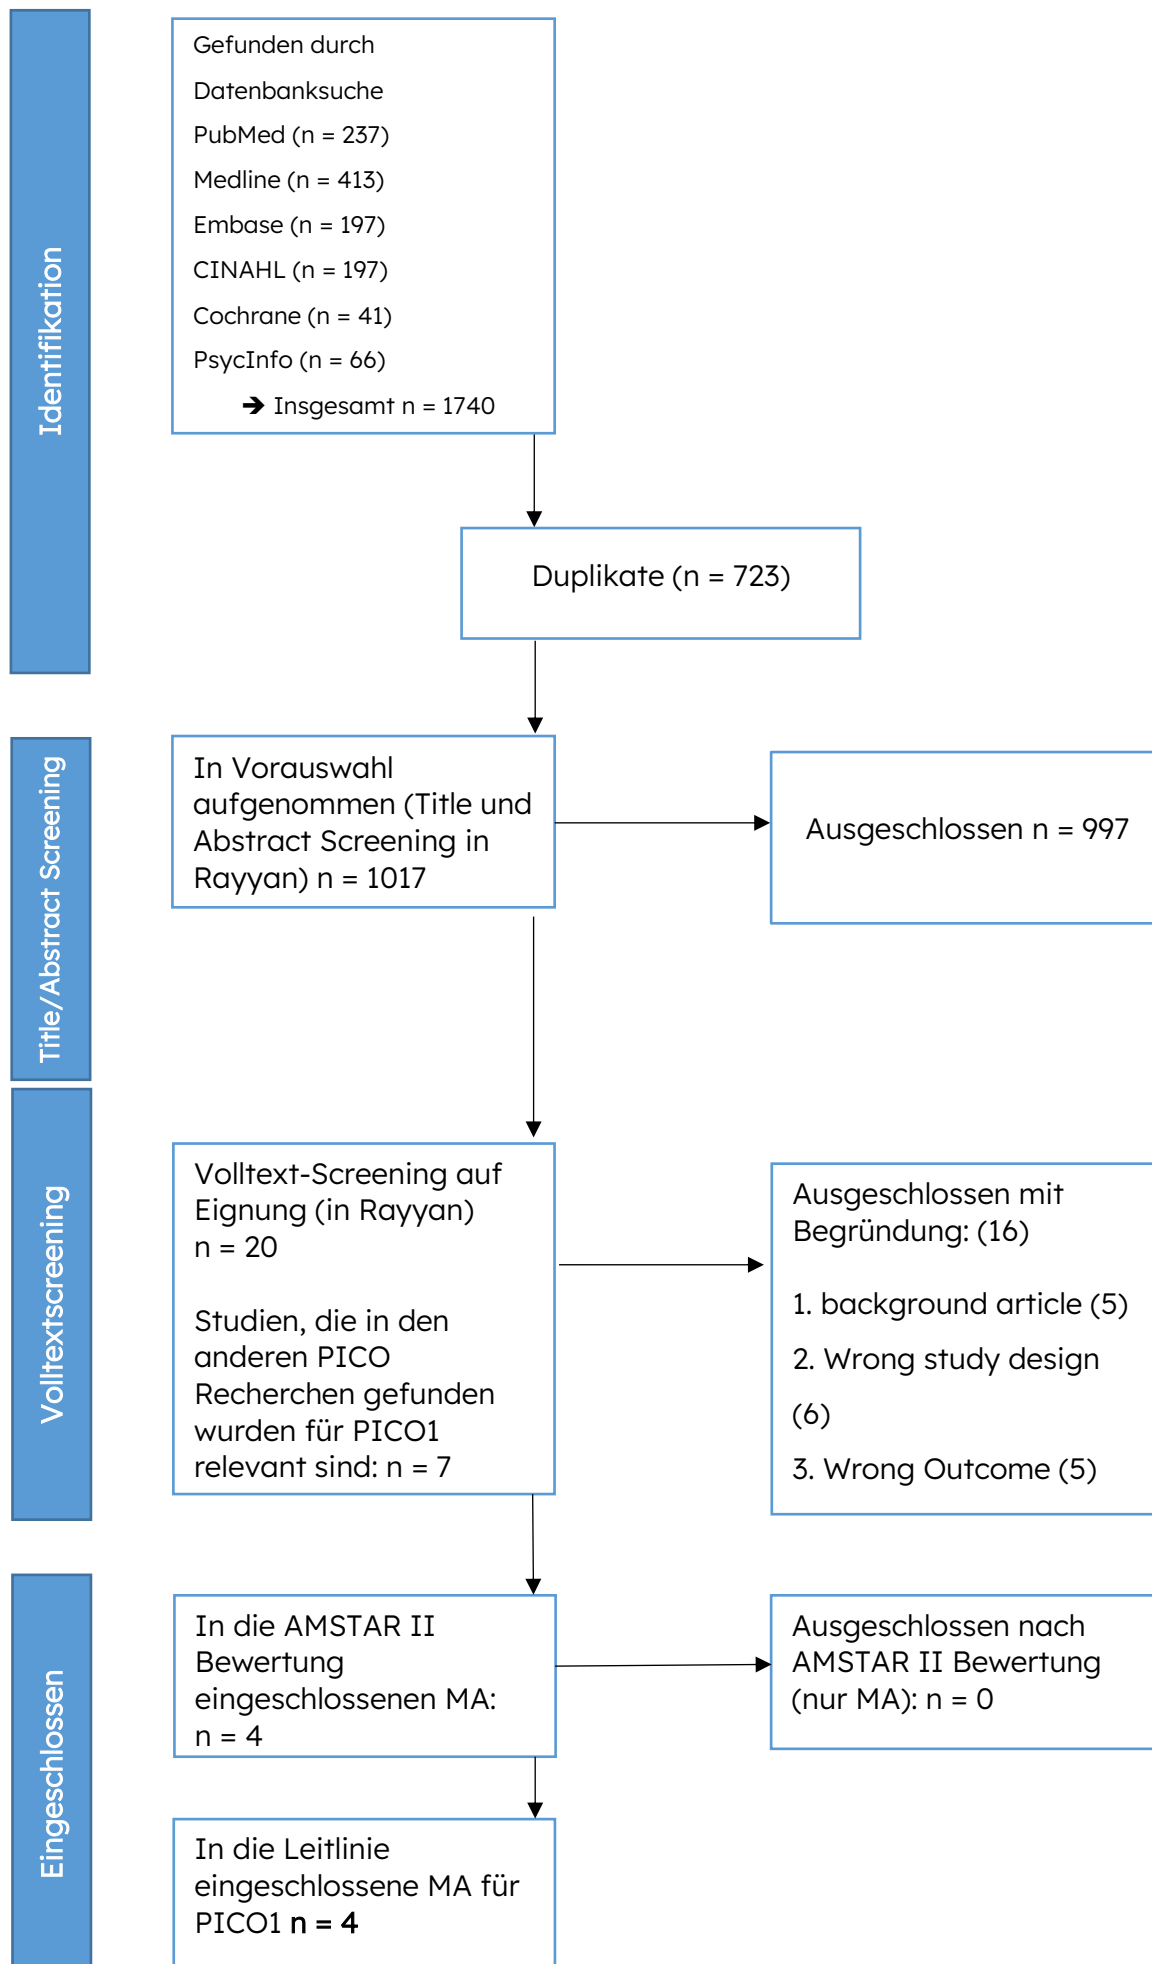 Identifikation
Gefunden durch
Datenbanksuche
PubMed (n = 237)
Medline (n = 413)
Embase (n = 197)
CINAHL (n = 197)
Cochrane (n = 41)
PsycInfo (n = 66)
➔ Insgesamt n = 1740
Duplikate (n = 723)
Title/Abstract Screening
In Vorauswahl
aufgenommen (Title und
Abstract Screening in
Rayyan) n = 1017
Ausgeschlossen n = 997
Volltextscreening
Volltext-Screening auf
Eignung (in Rayyan)
n = 20
Studien, die in den
anderen PICO
Recherchen gefunden
wurden für PICO1
relevant sind: n = 7
Ausgeschlossen mit
Begründung: (16)
1. background article (5)
2. Wrong study design
(6)
3. Wrong Outcome (5)
Eingeschlossen
In die AMSTAR II
Bewertung
eingeschlossenen MA:
n = 4
Ausgeschlossen nach
AMSTAR II Bewertung
(nur MA): n = 0
In die Leitlinie
eingeschlossene MA für
PICO1 n = 4